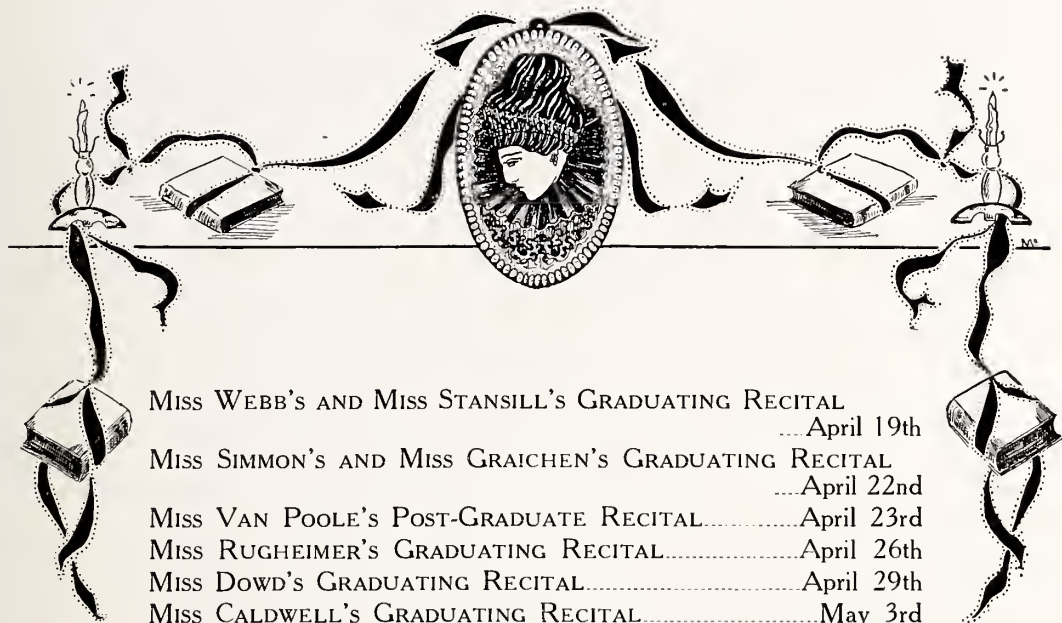 Mᴬ
MISS WEBB'S AND MISS STANSILL'S GRADUATING RECITAL
....April 19th
MISS SIMMON'S AND MISS GRAICHEN'S GRADUATING RECITAL
....April 22nd
MISS VAN POOLE'S POST-GRADUATE RECITAL............April 23rd
MISS RUGHEIMER'S GRADUATING RECITAL................April 26th
MISS DOWD'S GRADUATING RECITAL..........................April 29th
MISS CALDWELL'S GRADUATING RECITAL.....................May 3rd